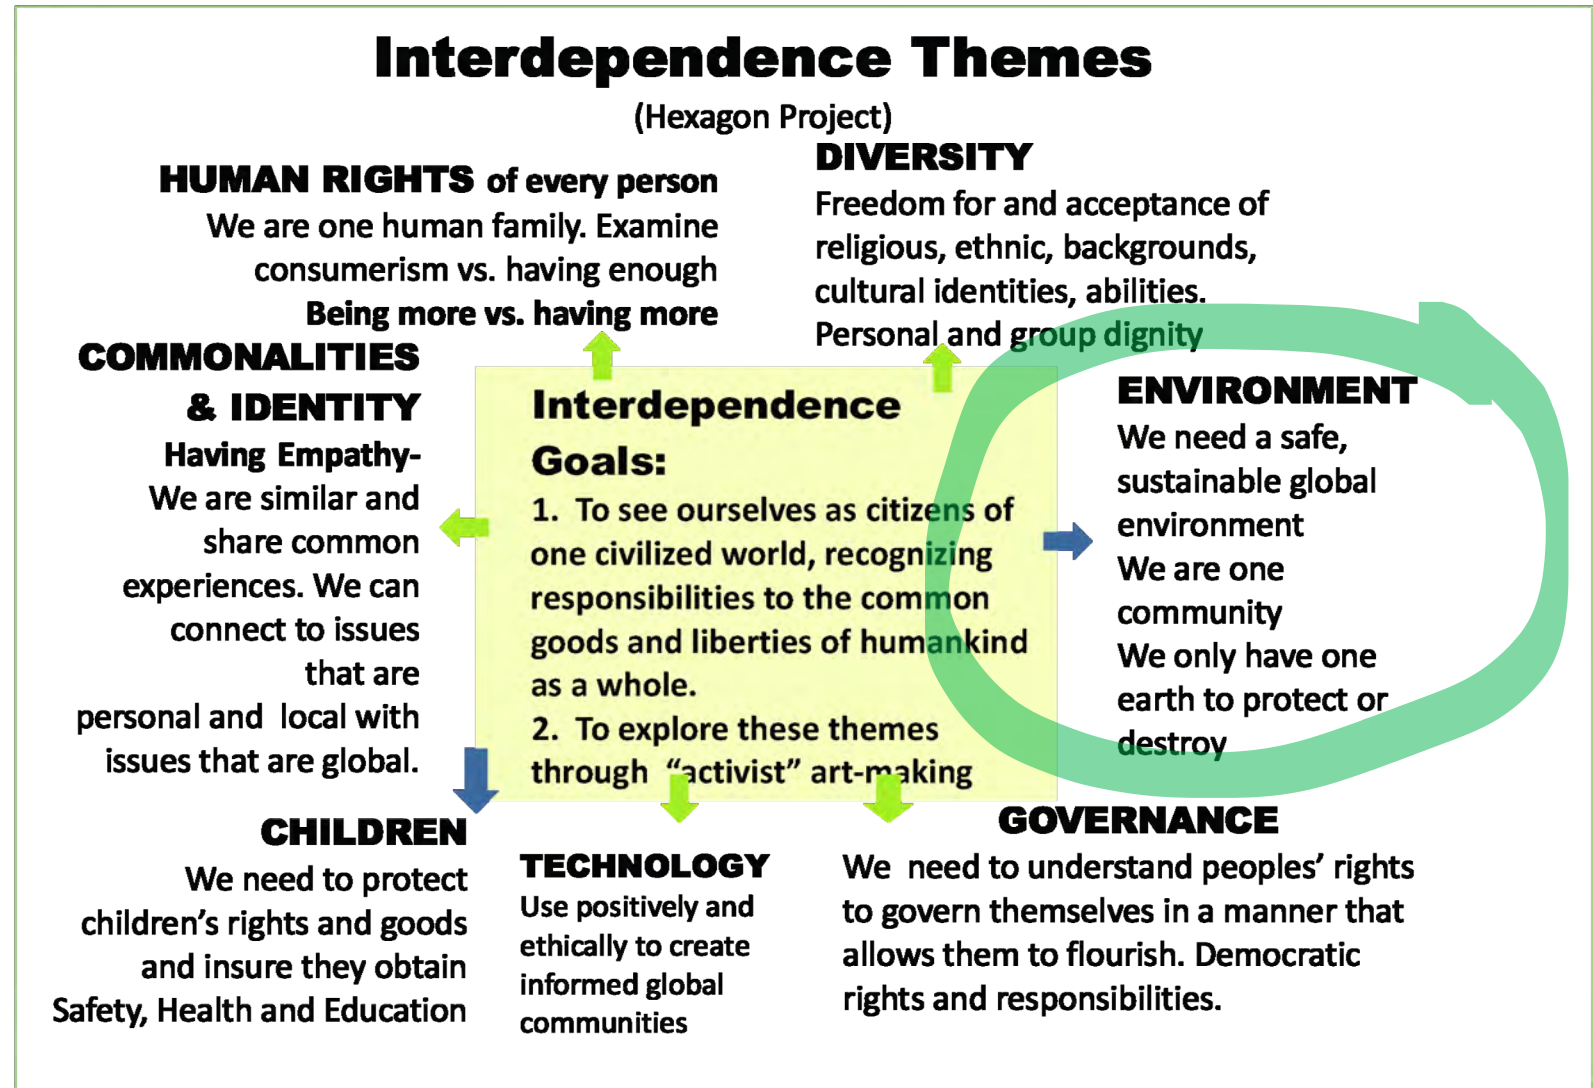 Interdependence Themes
(Hexagon Project)
HUMAN RIGHTS of every person
We are one human family. Examine
consumerism vs. having enough
Being more vs. having more
DIVERSITY
Freedom for and acceptance of
religious, ethnic, backgrounds,
cultural identities, abilities.
Personal and group dignity
COMMONALITIES
& IDENTITY
Having Empathy-
We are similar and
share common
experiences. We can
connect to issues
that are
personal and local with
issues that are global.
Interdependence
Goals:
1. To see ourselves as citizens of
one civilized world, recognizing
responsibilities to the common
goods and liberties of humankind
as a whole.
2. To explore these themes
through “activist” art-making
ENVIRONMENT
We need a safe,
sustainable global
environment
We are one
community
We only have one
earth to protect or
destroy
CHILDREN
We need to protect
children’s rights and goods
and insure they obtain
Safety, Health and Education
TECHNOLOGY
Use positively and
ethically to create
informed global
communities
GOVERNANCE
We need to understand peoples’ rights
to govern themselves in a manner that
allows them to flourish. Democratic
rights and responsibilities.